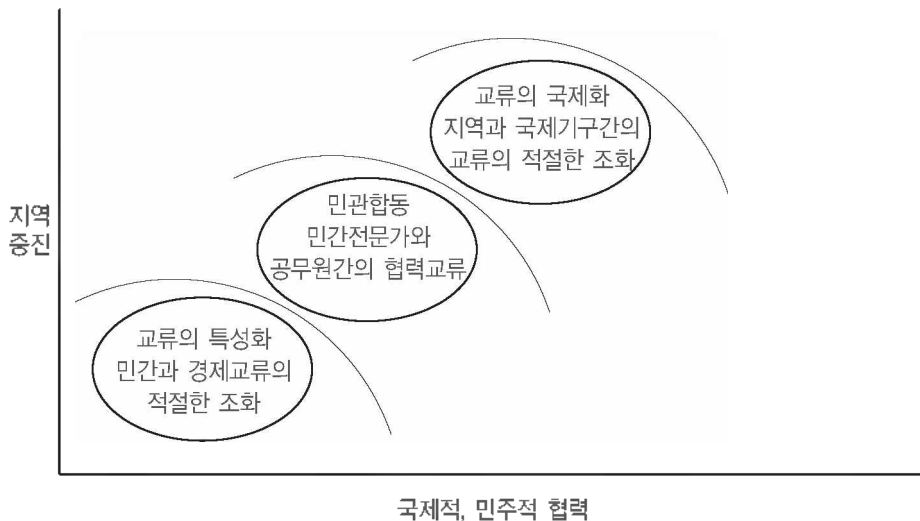 교류의 국제화
지역과 국제기구간의
교류의 적절한 조화
민관합동
민간전문가와
공무원간의 협력교류
지역
증진
교류의 특성화
민간과 경제교류의
적절한 조화
국제적, 민주적 협력